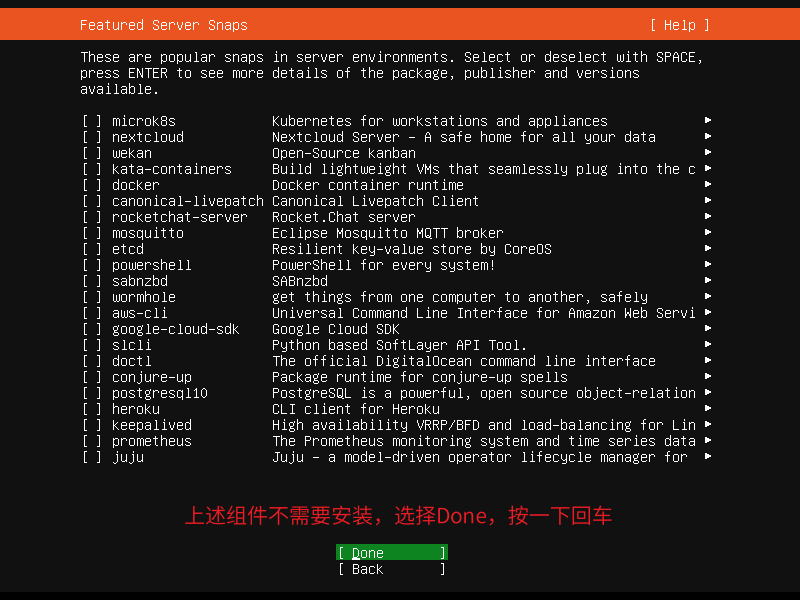 Featured Server Snaps [ Help ]
These are popular snaps in server environments. Select or deselect with SPACE,
press ENTER to see more details of the package, publisher and versions
available.
[ ] microk8s Kubernetes for workstations and appliances ▸
[ ] nextcloud Nextcloud Server – A safe home for all your data ▸
[ ] wekan Open-Source kanban ▸
[ ] kata-containers Build lightweight VMs that seamlessly plug into the c ▸
[ ] docker Docker container runtime ▸
[ ] canonical-livepatch Canonical Livepatch Client ▸
[ ] rocketchat-server Rocket.Chat server ▸
[ ] mosquitto Eclipse Mosquitto MQTT broker ▸
[ ] etcd Resilient key-value store by CoreOS ▸
[ ] powershell PowerShell for every system! ▸
[ ] sabnzbd SABnzbd ▸
[ ] wormhole get things from one computer to another, safely ▸
[ ] aws-cli Universal Command Line Interface for Amazon Web Servi ▸
[ ] google-cloud-sdk Google Cloud SDK ▸
[ ] slcli Python based SoftLayer API Tool. ▸
[ ] doctl The official DigitalOcean command line interface ▸
[ ] conjure-up Package runtime for conjure-up spells ▸
[ ] postgresql10 PostgreSQL is a powerful, open source object-relation ▸
[ ] heroku CLI client for Heroku ▸
[ ] keepalived High availability VRRP/BFD and load-balancing for Lin ▸
[ ] prometheus The Prometheus monitoring system and time series data ▸
[ ] juju Juju – a model-driven operator lifecycle manager for ▸
上述组件不需要安装，选择Done，按一下回车
[ Done ]
[ Back ]